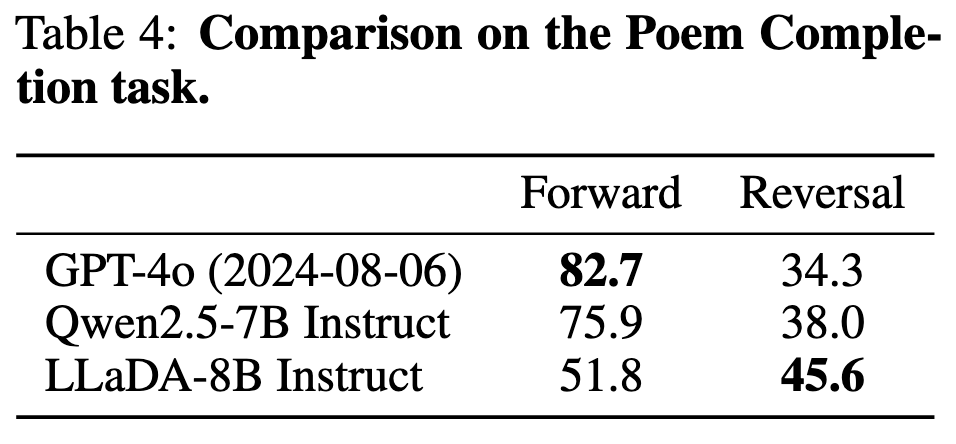 Table 4: Comparison on the Poem Comple-
tion task.
Forward Reversal
GPT-4o (2024-08-06) 82.7 34.3
Qwen2.5-7B Instruct 75.9 38.0
LLaDA-8B Instruct 51.8 45.6